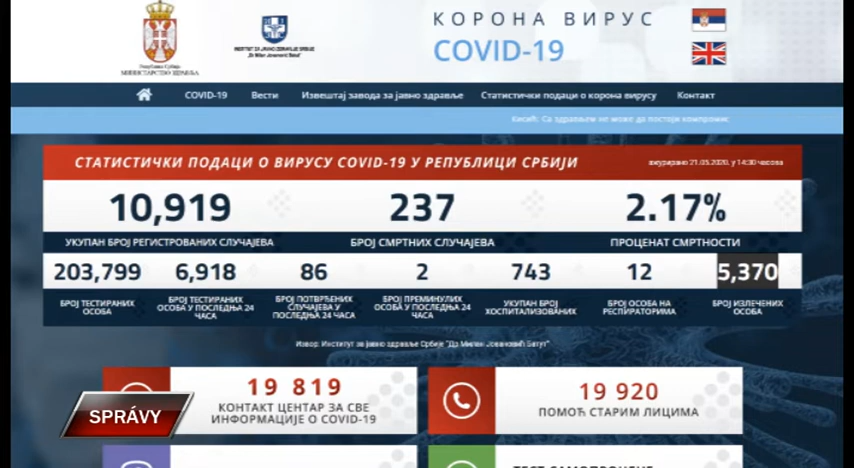 Република Србија
МИНИСТАРСТВО ЗДРАВЉА
КОРОНА ВИРУС
COVID-19
COVID-19 Вести Извештај завода за јавно здравље Статистички подаци о корона вирусу Контакт
Кисић: Са здрављем не може да постоји компромис
СТАТИСТИЧКИ ПОДАЦИ О ВИРУСУ COVID-19 У РЕПУБЛИЦИ СРБИЈИ
ажурирано 21.05.2020. у 14:30 часова
10,919 237 2.17%
УКУПАН БРОЈ РЕГИСТРОВАНИХ СЛУЧАЈЕВА БРОЈ СМРТНИХ СЛУЧАЈЕВА ПРОЦЕНАТ СМРТНОСТИ
203,799 6,918 86 2 743 12 5,370
БРОЈ ТЕСТИРАНИХ
ОСОБА
БРОЈ ТЕСТИРАНИХ
ОСОБА У ПОСЛЕДЊА 24
ЧАСА
БРОЈ ПОТВРЂЕНИХ
СЛУЧАЈЕВА У
ПОСЛЕДЊА 24 ЧАСА
БРОЈ ПРЕМИНУЛИХ
ОСОБА У ПОСЛЕДЊА 24
ЧАСА
УКУПАН БРОЈ
ХОСПИТАЛИЗОВАНИХ
БРОЈ ОСОБА НА
РЕСПИРАТОРИМА
БРОЈ ИЗЛЕЧЕНИХ
ОСОБА
Извор: Институт за јавно здравље Србије "Др Милан Јовановић Батут"
19 819
КОНТАКТ ЦЕНТАР ЗА СВЕ
ИНФОРМАЦИЈЕ О COVID-19
19 920
ПОМОЋ СТАРИМ ЛИЦИМА
SPRÁVY